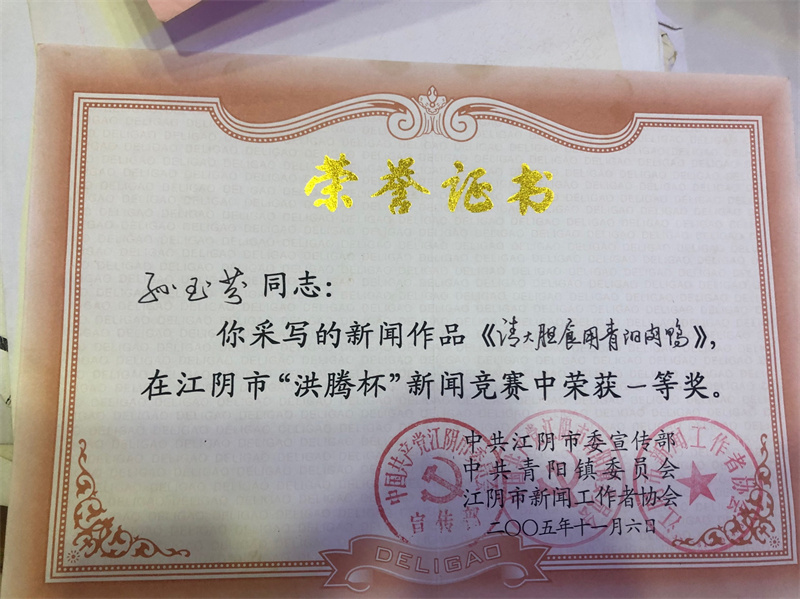 荣誉证书
孙玉芬 同志：
你采写的新闻作品《请大胆食用青阳肉鸭》，
在江阴市“洪腾杯”新闻竞赛中荣获一等奖。
中共江阴市委宣传部
中共青阳镇委员会
江阴市新闻工作者协会
二〇〇五年十一月六日
DELIGAO